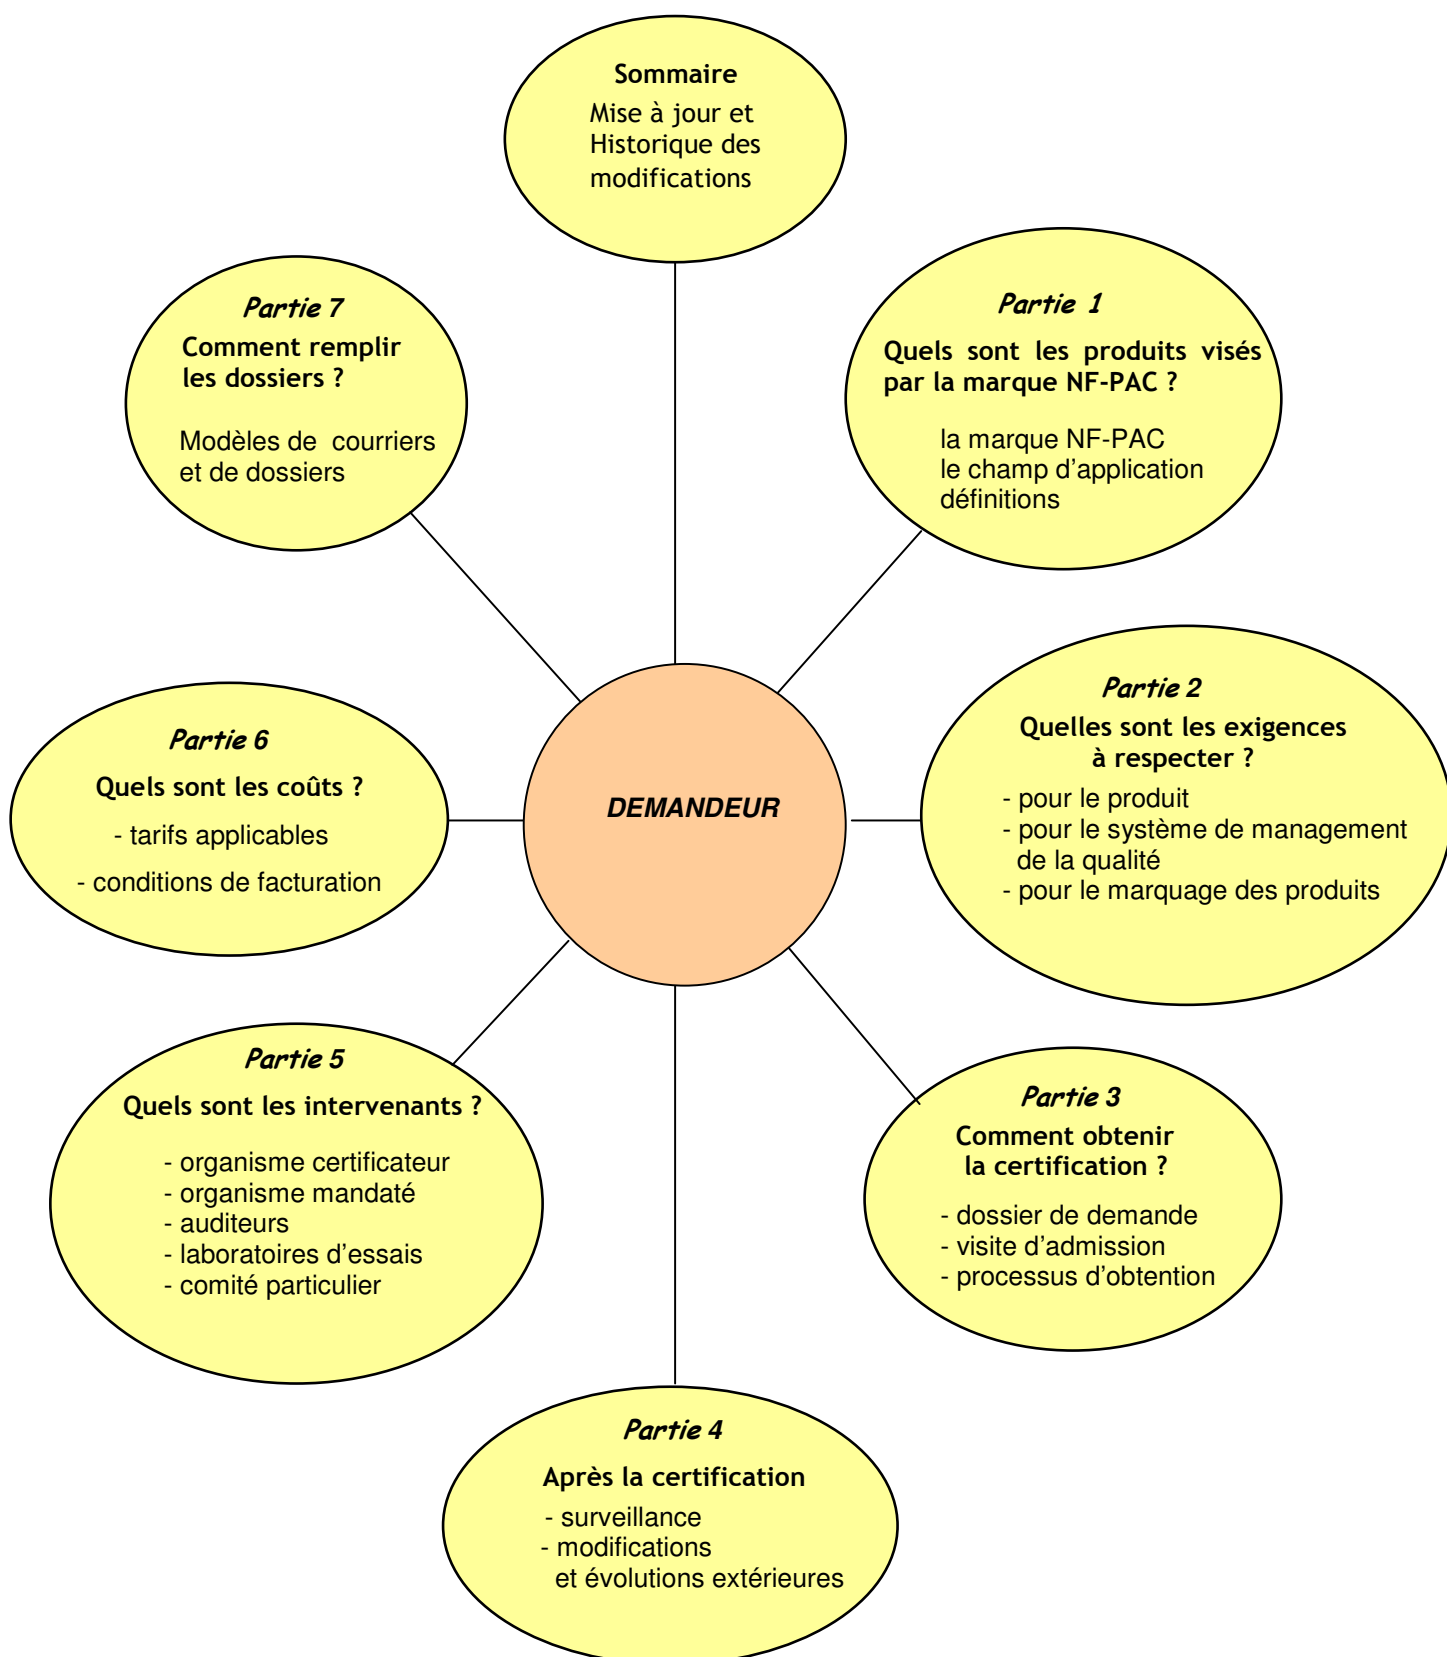 Sommaire
Mise à jour et
Historique des
modifications
Partie 7
Comment remplir
les dossiers ?
Modèles de courriers
et de dossiers
Partie 1
Quels sont les produits visés
par la marque NF-PAC ?
la marque NF-PAC
le champ d’application
définitions
Partie 6
Quels sont les coûts ?
- tarifs applicables
- conditions de facturation
DEMANDEUR
Partie 2
Quelles sont les exigences
à respecter ?
- pour le produit
- pour le système de management
de la qualité
- pour le marquage des produits
Partie 5
Quels sont les intervenants ?
- organisme certificateur
- organisme mandaté
- auditeurs
- laboratoires d’essais
- comité particulier
Partie 3
Comment obtenir
la certification ?
- dossier de demande
- visite d’admission
- processus d’obtention
Partie 4
Après la certification
- surveillance
- modifications
et évolutions extérieures